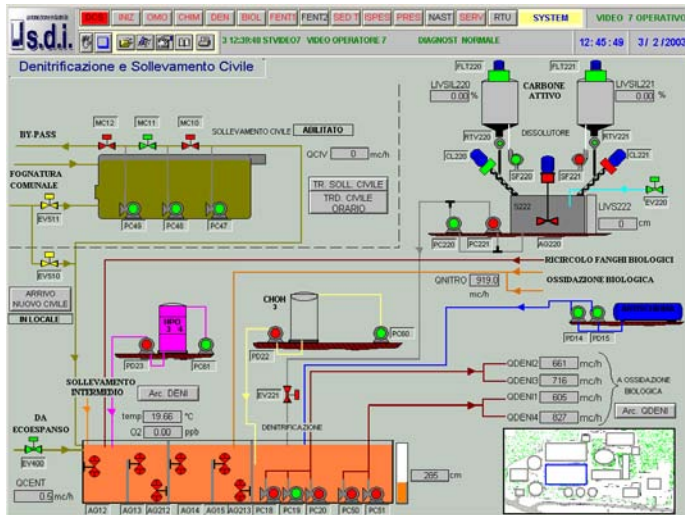 DCS INIZ OMO CHIM DEN BIOL FENT1 FENT2 SED T ISPES PRES NAST SERV RTU SYSTEM VIDEO 7 OPERATIVO
s.d.i.
3 12:39:48 STVIDEO7 VIDEO OPERATORE 7 DIAGNOST NORMALE
12:45:49 3/ 2/2003
Denitrificazione e Sollevamento Civile
FLT220 FLT221
LIVSIL220 LIVSIL221
0.00 % 0.00 %
CARBONE
ATTIVO
MC12 MC11 MC10
SOLLEVAMENTO CIVILE ABILITATO
BY-PASS
QCIV 0 mc/h
DISSOLUTORE
RTV220 RTV221
CL220 SF220 SF221 CL221
FOGNATURA
COMUNALE
TR. SOLL. CIVILE
TRD. CIVILE
ORARIO
EV511
PC49 PC48 PC47
S222
LIVS222
0 cm
EV220
PC220 PC221 AG220
EV510
RICIRCOLO FANGHI BIOLOGICI
QNITRO 919.0
mc/h
OSSIDAZIONE BIOLOGICA
ARRIVO
NUOVO CIVILE
IN LOCALE
CHOH
3
PC80
PD23 PC81
PD22
PD14 PD15
SOLLEVAMENTO
INTERMEDIO
Arc. DENI
EV221
QDENI2 661 mc/h
QDENI3 716 mc/h
QDENI1 605 mc/h
QDENI4 827 mc/h
A OSSIDAZIONE
BIOLOGICA
Arc. QDENI
temp 19.66 °C
O2 0.00 ppb
DENITRIFICAZIONE
DA
ECOESPANSO
EV400
QCENT
0.5 mc/h
285 cm
AG12 AG13 AG212 AG14 AG15 AG213 PC18 PC19 PC20 PC50 PC51